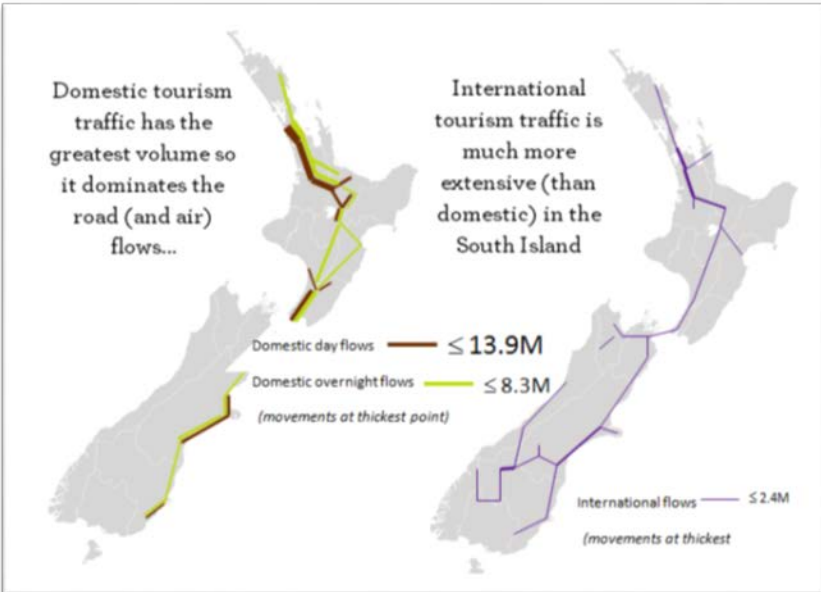 Domestic tourism
traffic has the
greatest volume so
it dominates the
road (and air)
flows...
International
tourism traffic is
much more
extensive (than
domestic) in the
South Island
Domestic day flows ≤13.9M
Domestic overnight flows ≤8.3M
(movements at thickest point)
International flows ≤2.4M
(movements at thickest